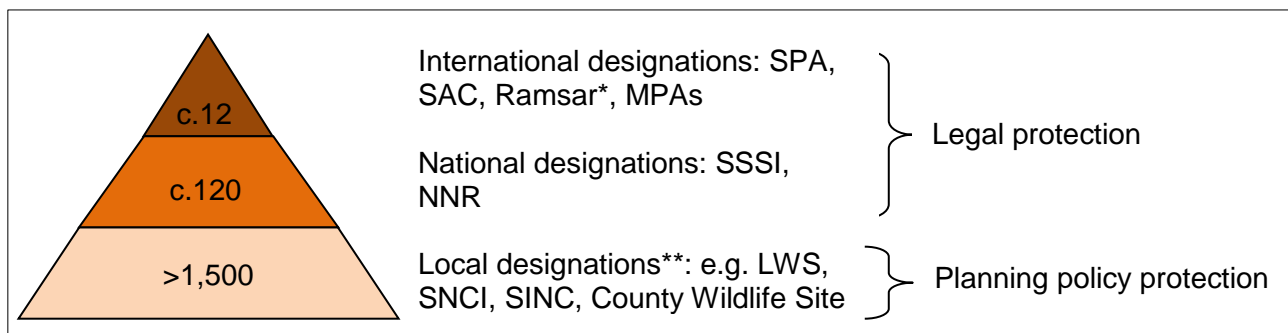 c.12
International designations: SPA,
SAC, Ramsar*, MPAs
Legal protection
c.120
National designations: SSSI,
NNR
>1,500
Local designations**: e.g. LWS,
SNCI, SINC, County Wildlife Site
Planning policy protection